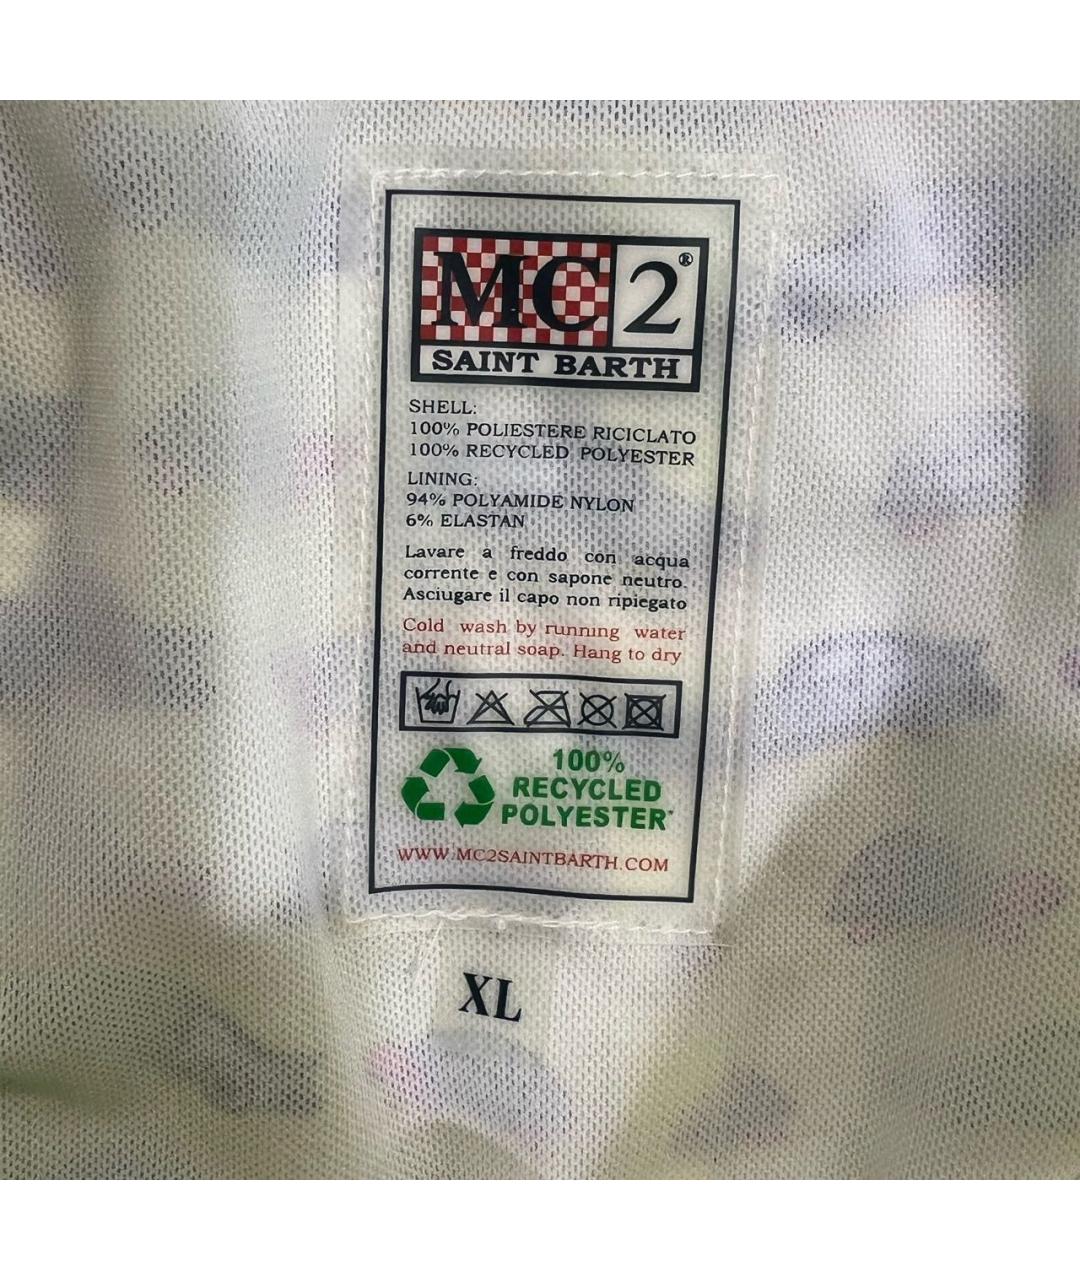 MC2®
SAINT BARTH
SHELL:
100% POLIESTERE RICICLATO
100% RECYCLED POLYESTER
LINING:
94% POLYAMIDE NYLON
6% ELASTAN
Lavare a freddo con acqua
corrente e con sapone neutro.
Asciugare il capo non ripiegato
Cold wash by running water
and neutral soap. Hang to dry
100%
RECYCLED
POLYESTER*
WWW.MC2SAINTBARTH.COM
XL